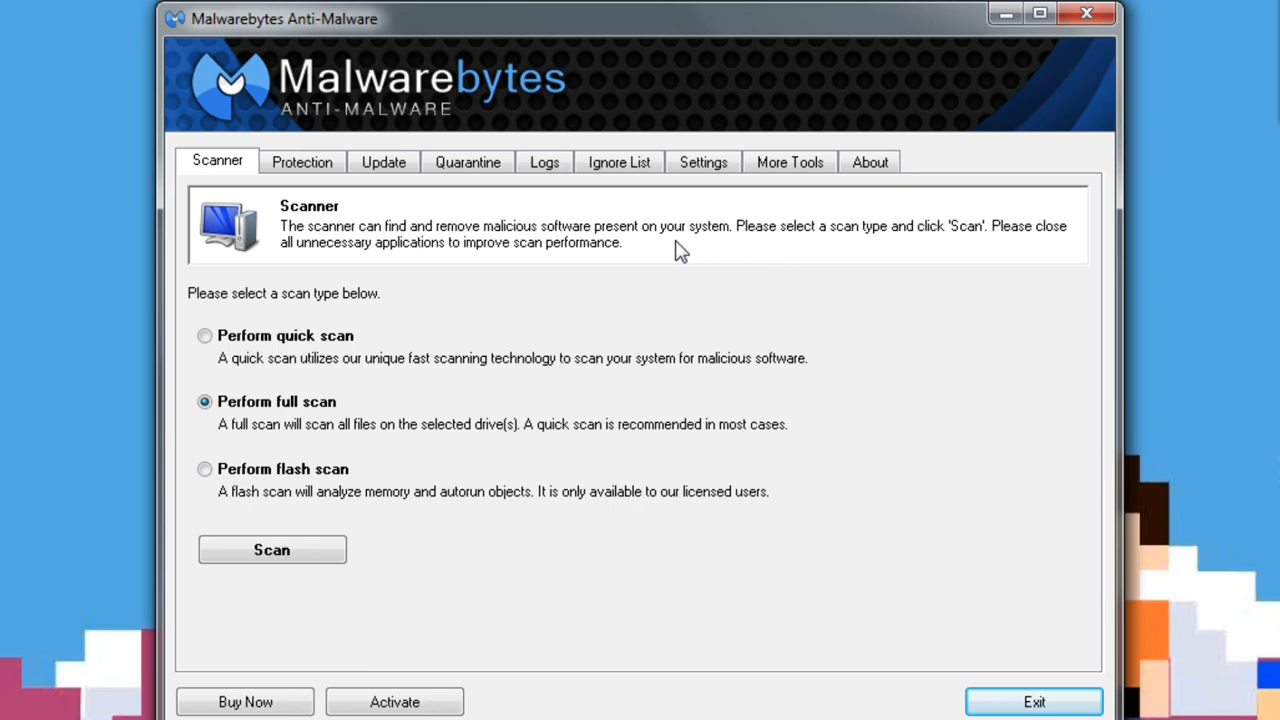 Malwarebytes Anti-Malware
Malwarebytes
ANTI-MALWARE
Scanner Protection Update Quarantine Logs Ignore List Settings More Tools About
Scanner
The scanner can find and remove malicious software present on your system. Please select a scan type and click 'Scan'. Please close
all unnecessary applications to improve scan performance.
Please select a scan type below.
Perform quick scan
A quick scan utilizes our unique fast scanning technology to scan your system for malicious software.
Perform full scan
A full scan will scan all files on the selected drive(s). A quick scan is recommended in most cases.
Perform flash scan
A flash scan will analyze memory and autorun objects. It is only available to our licensed users.
Scan
Buy Now Activate Exit